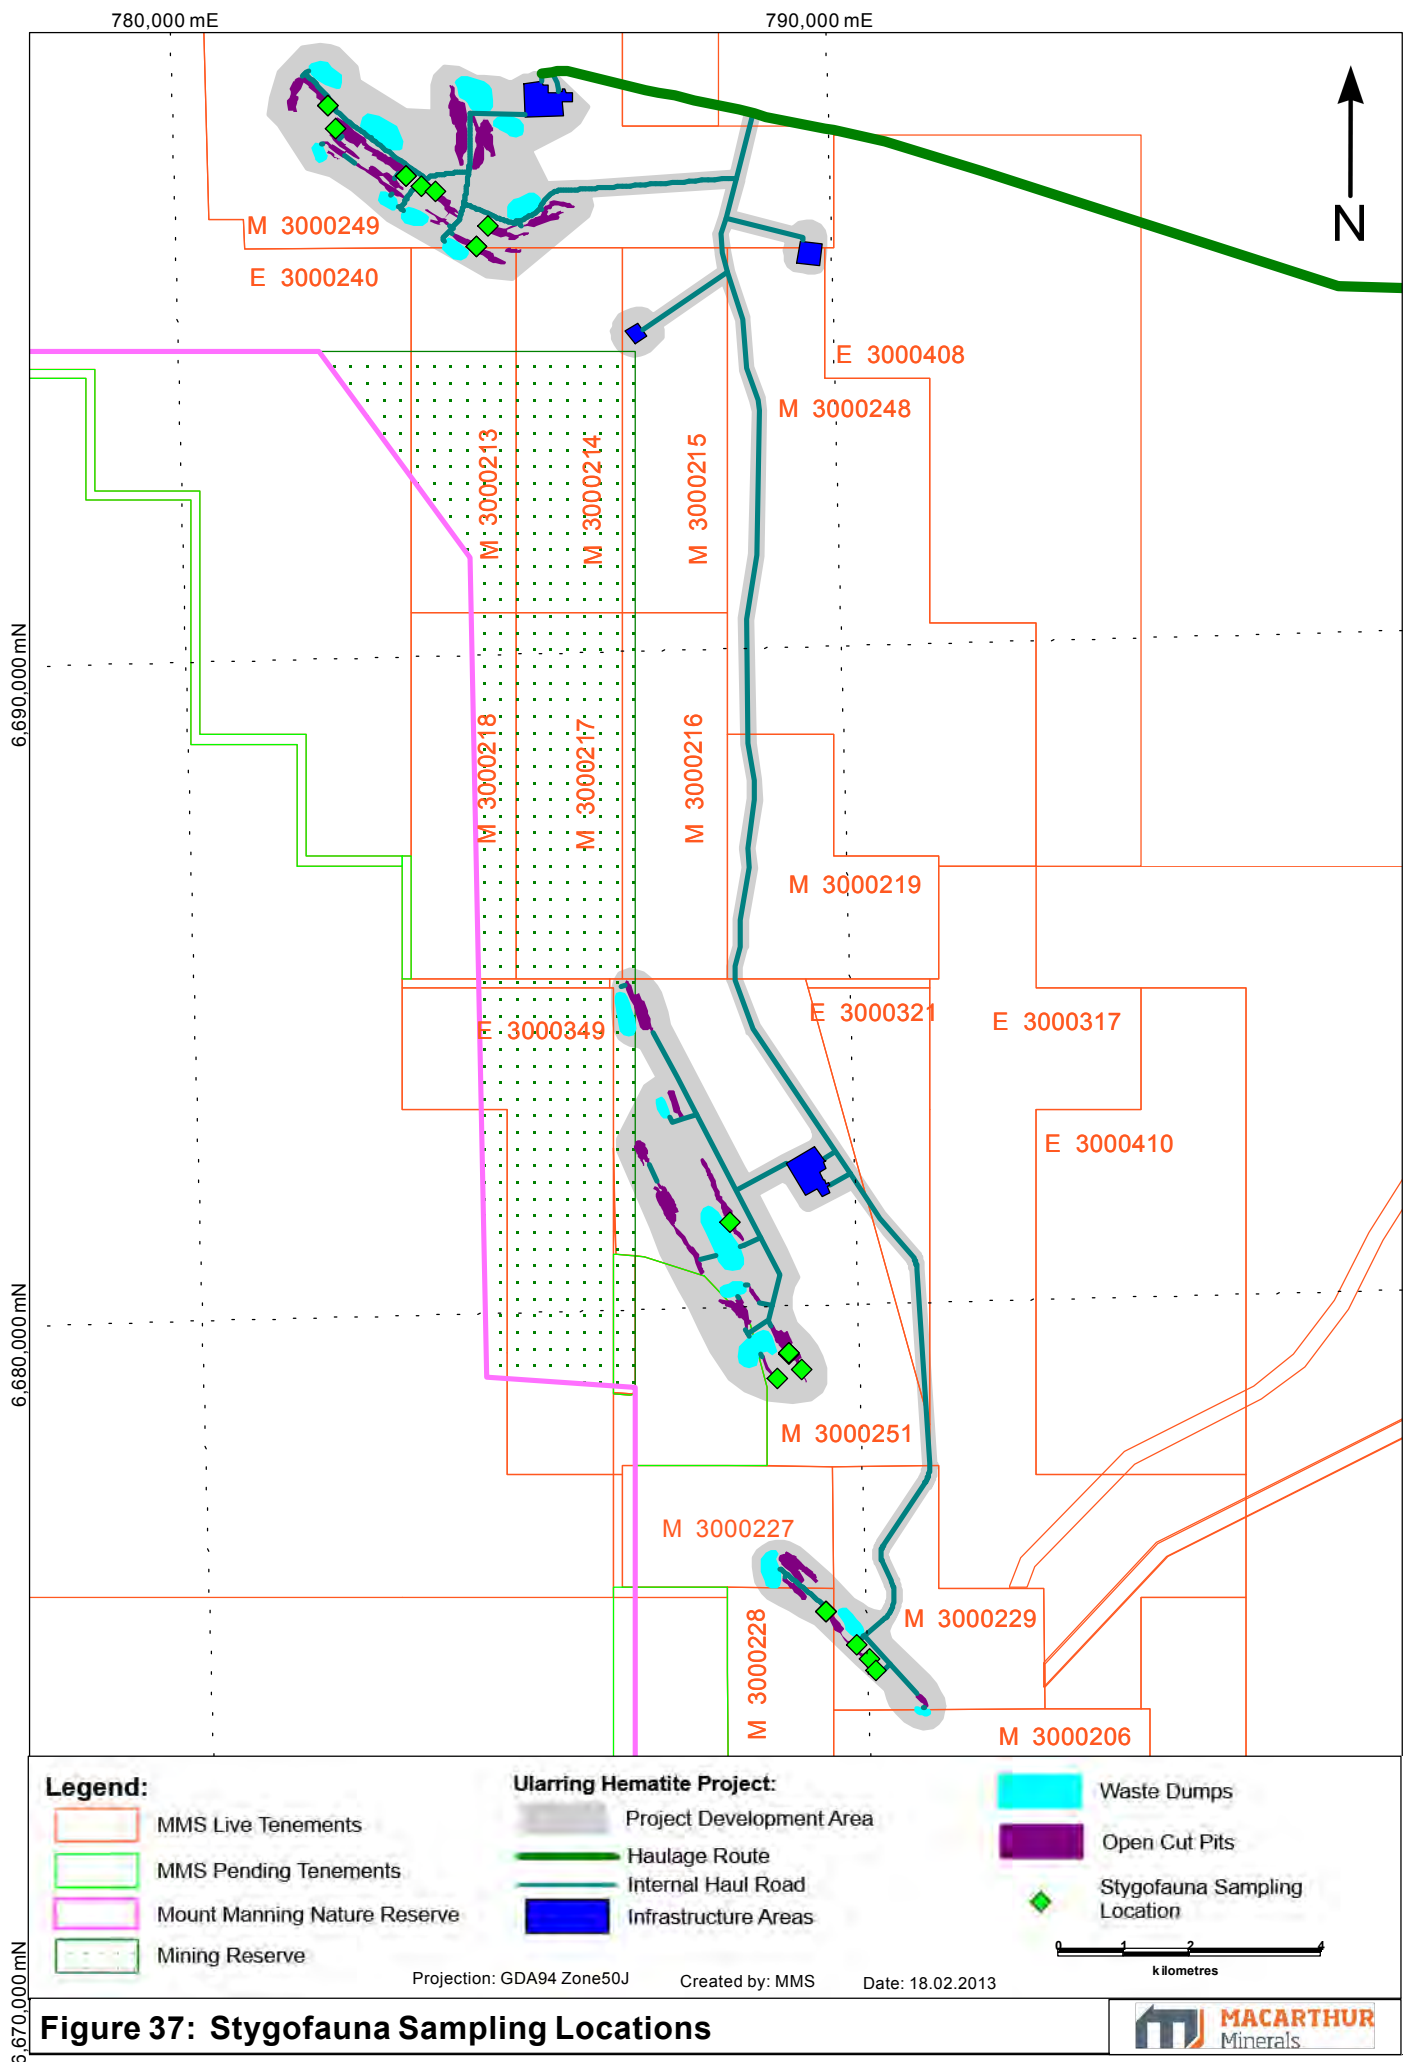 780,000 mE
790,000 mE
N
M 3000249
E 3000240
E 3000408
M 3000248
M 3000213
M 3000214
M 3000215
6,690,000 mN
M 3000218
M 3000217
M 3000216
M 3000219
E 3000349
E 3000321
E 3000317
E 3000410
6,680,000 mN
M 3000251
M 3000227
M 3000228
M 3000229
M 3000206
Legend:
MMS Live Tenements
MMS Pending Tenements
Mount Manning Nature Reserve
Mining Reserve
Ularring Hematite Project:
Project Development Area
Haulage Route
Internal Haul Road
Infrastructure Areas
Waste Dumps
Open Cut Pits
Stygofauna Sampling
Location
0 1 2 4
kilometres
Projection: GDA94 Zone50J Created by: MMS Date: 18.02.2013
6,670,000 mN
Figure 37: Stygofauna Sampling Locations
MACARTHUR
Minerals